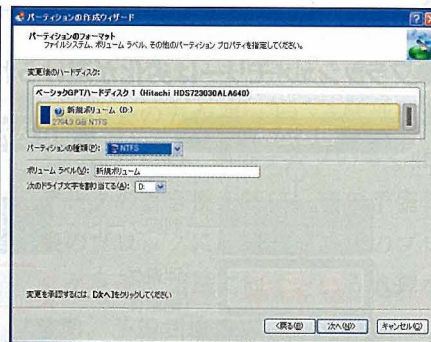 パーティションの作成ウィザード
パーティションのフォーマット
ファイルシステム、ボリューム ラベル、その他のパーティション プロパティを指定してください。
変更後のハードディスク:
ベーシックGPTハードディスク 1 (Hitachi HDS723030ALA640)
新規ボリューム (D:)
2794.3 GB NTFS
パーティションの種類(P): NTFS
ボリューム ラベル(V): 新規ボリューム
次のドライブ文字を割り当てる(A): D:
変更を承認するには、[次へ]をクリックしてください
<戻る(B) 次へ(N)> キャンセル(C)